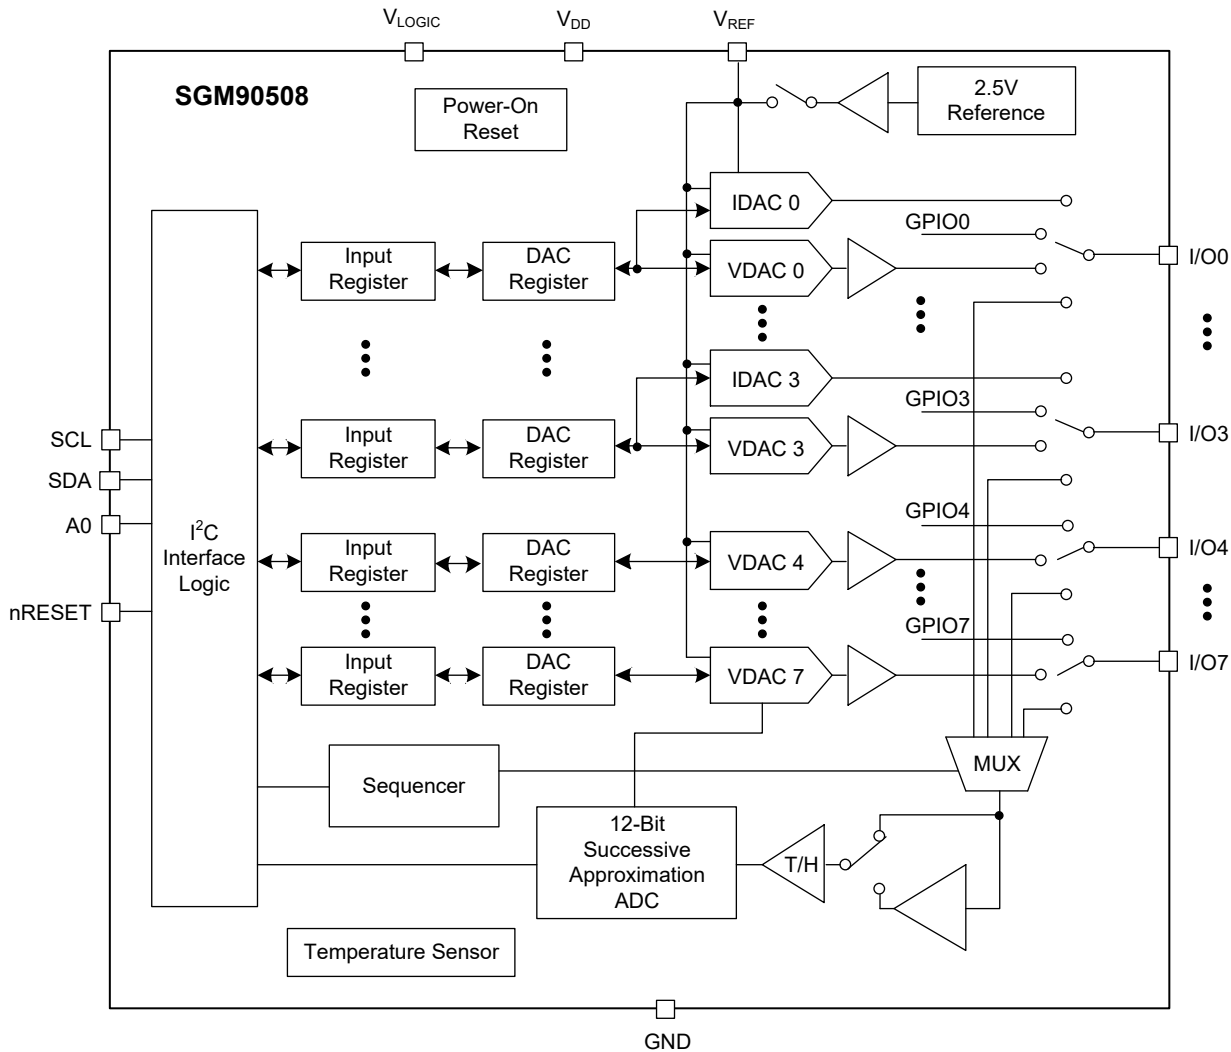 V_LOGIC V_DD V_REF
SGM90508
Power-On
Reset
2.5V
Reference
IDAC 0
GPIO0
Input
Register
DAC
Register
VDAC 0
I/O0
IDAC 3
GPIO3
Input
Register
DAC
Register
VDAC 3
I/O3
SCL
SDA
A0
nRESET
I²C
Interface
Logic
GPIO4
Input
Register
DAC
Register
VDAC 4
I/O4
GPIO7
Input
Register
DAC
Register
VDAC 7
I/O7
MUX
Sequencer
12-Bit
Successive
Approximation
ADC
T/H
Temperature Sensor
GND